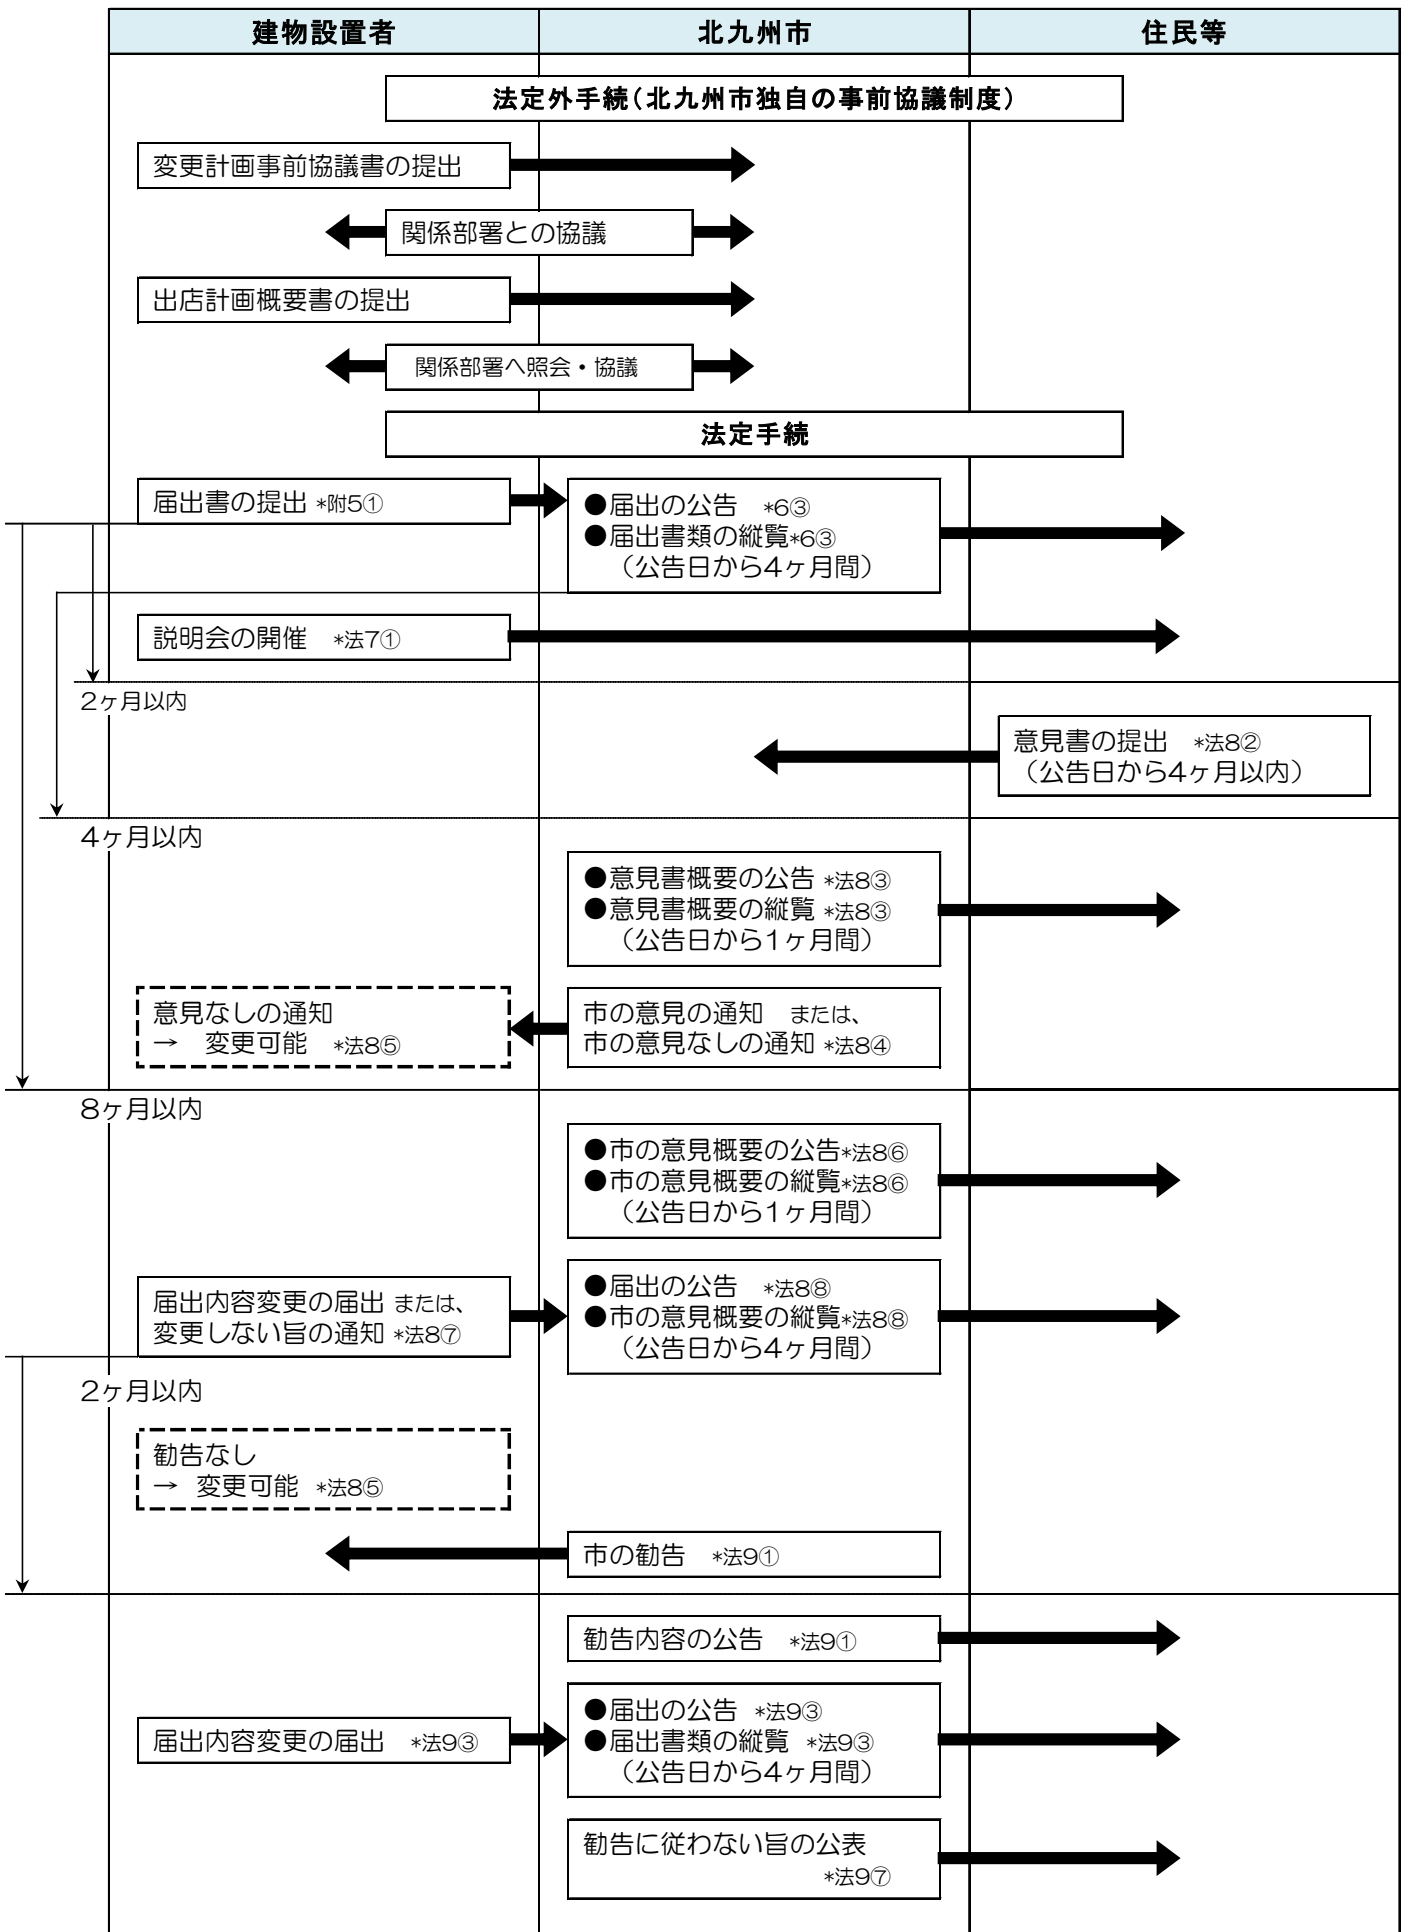 建物設置者
北九州市
住民等
法定外手続（北九州市独自の事前協議制度）
変更計画事前協議書の提出
関係部署との協議
出店計画概要書の提出
関係部署へ照会・協議
法定手続
届出書の提出 *附5①
●届出の公告 *6③
●届出書類の縦覧*6③
（公告日から4ヶ月間）
説明会の開催 *法7①
2ヶ月以内
意見書の提出 *法8②
（公告日から4ヶ月以内）
4ヶ月以内
●意見書概要の公告 *法8③
●意見書概要の縦覧 *法8③
（公告日から1ヶ月間）
意見なしの通知
→ 変更可能 *法8⑤
市の意見の通知 または、
市の意見なしの通知 *法8④
8ヶ月以内
●市の意見概要の公告*法8⑥
●市の意見概要の縦覧*法8⑥
（公告日から1ヶ月間）
届出内容変更の届出 または、
変更しない旨の通知 *法8⑦
●届出の公告 *法8⑧
●市の意見概要の縦覧*法8⑧
（公告日から4ヶ月間）
2ヶ月以内
勧告なし
→ 変更可能 *法8⑤
市の勧告 *法9①
勧告内容の公告 *法9①
届出内容変更の届出 *法9③
●届出の公告 *法9③
●届出書類の縦覧 *法9③
（公告日から4ヶ月間）
勧告に従わない旨の公表
*法9⑦